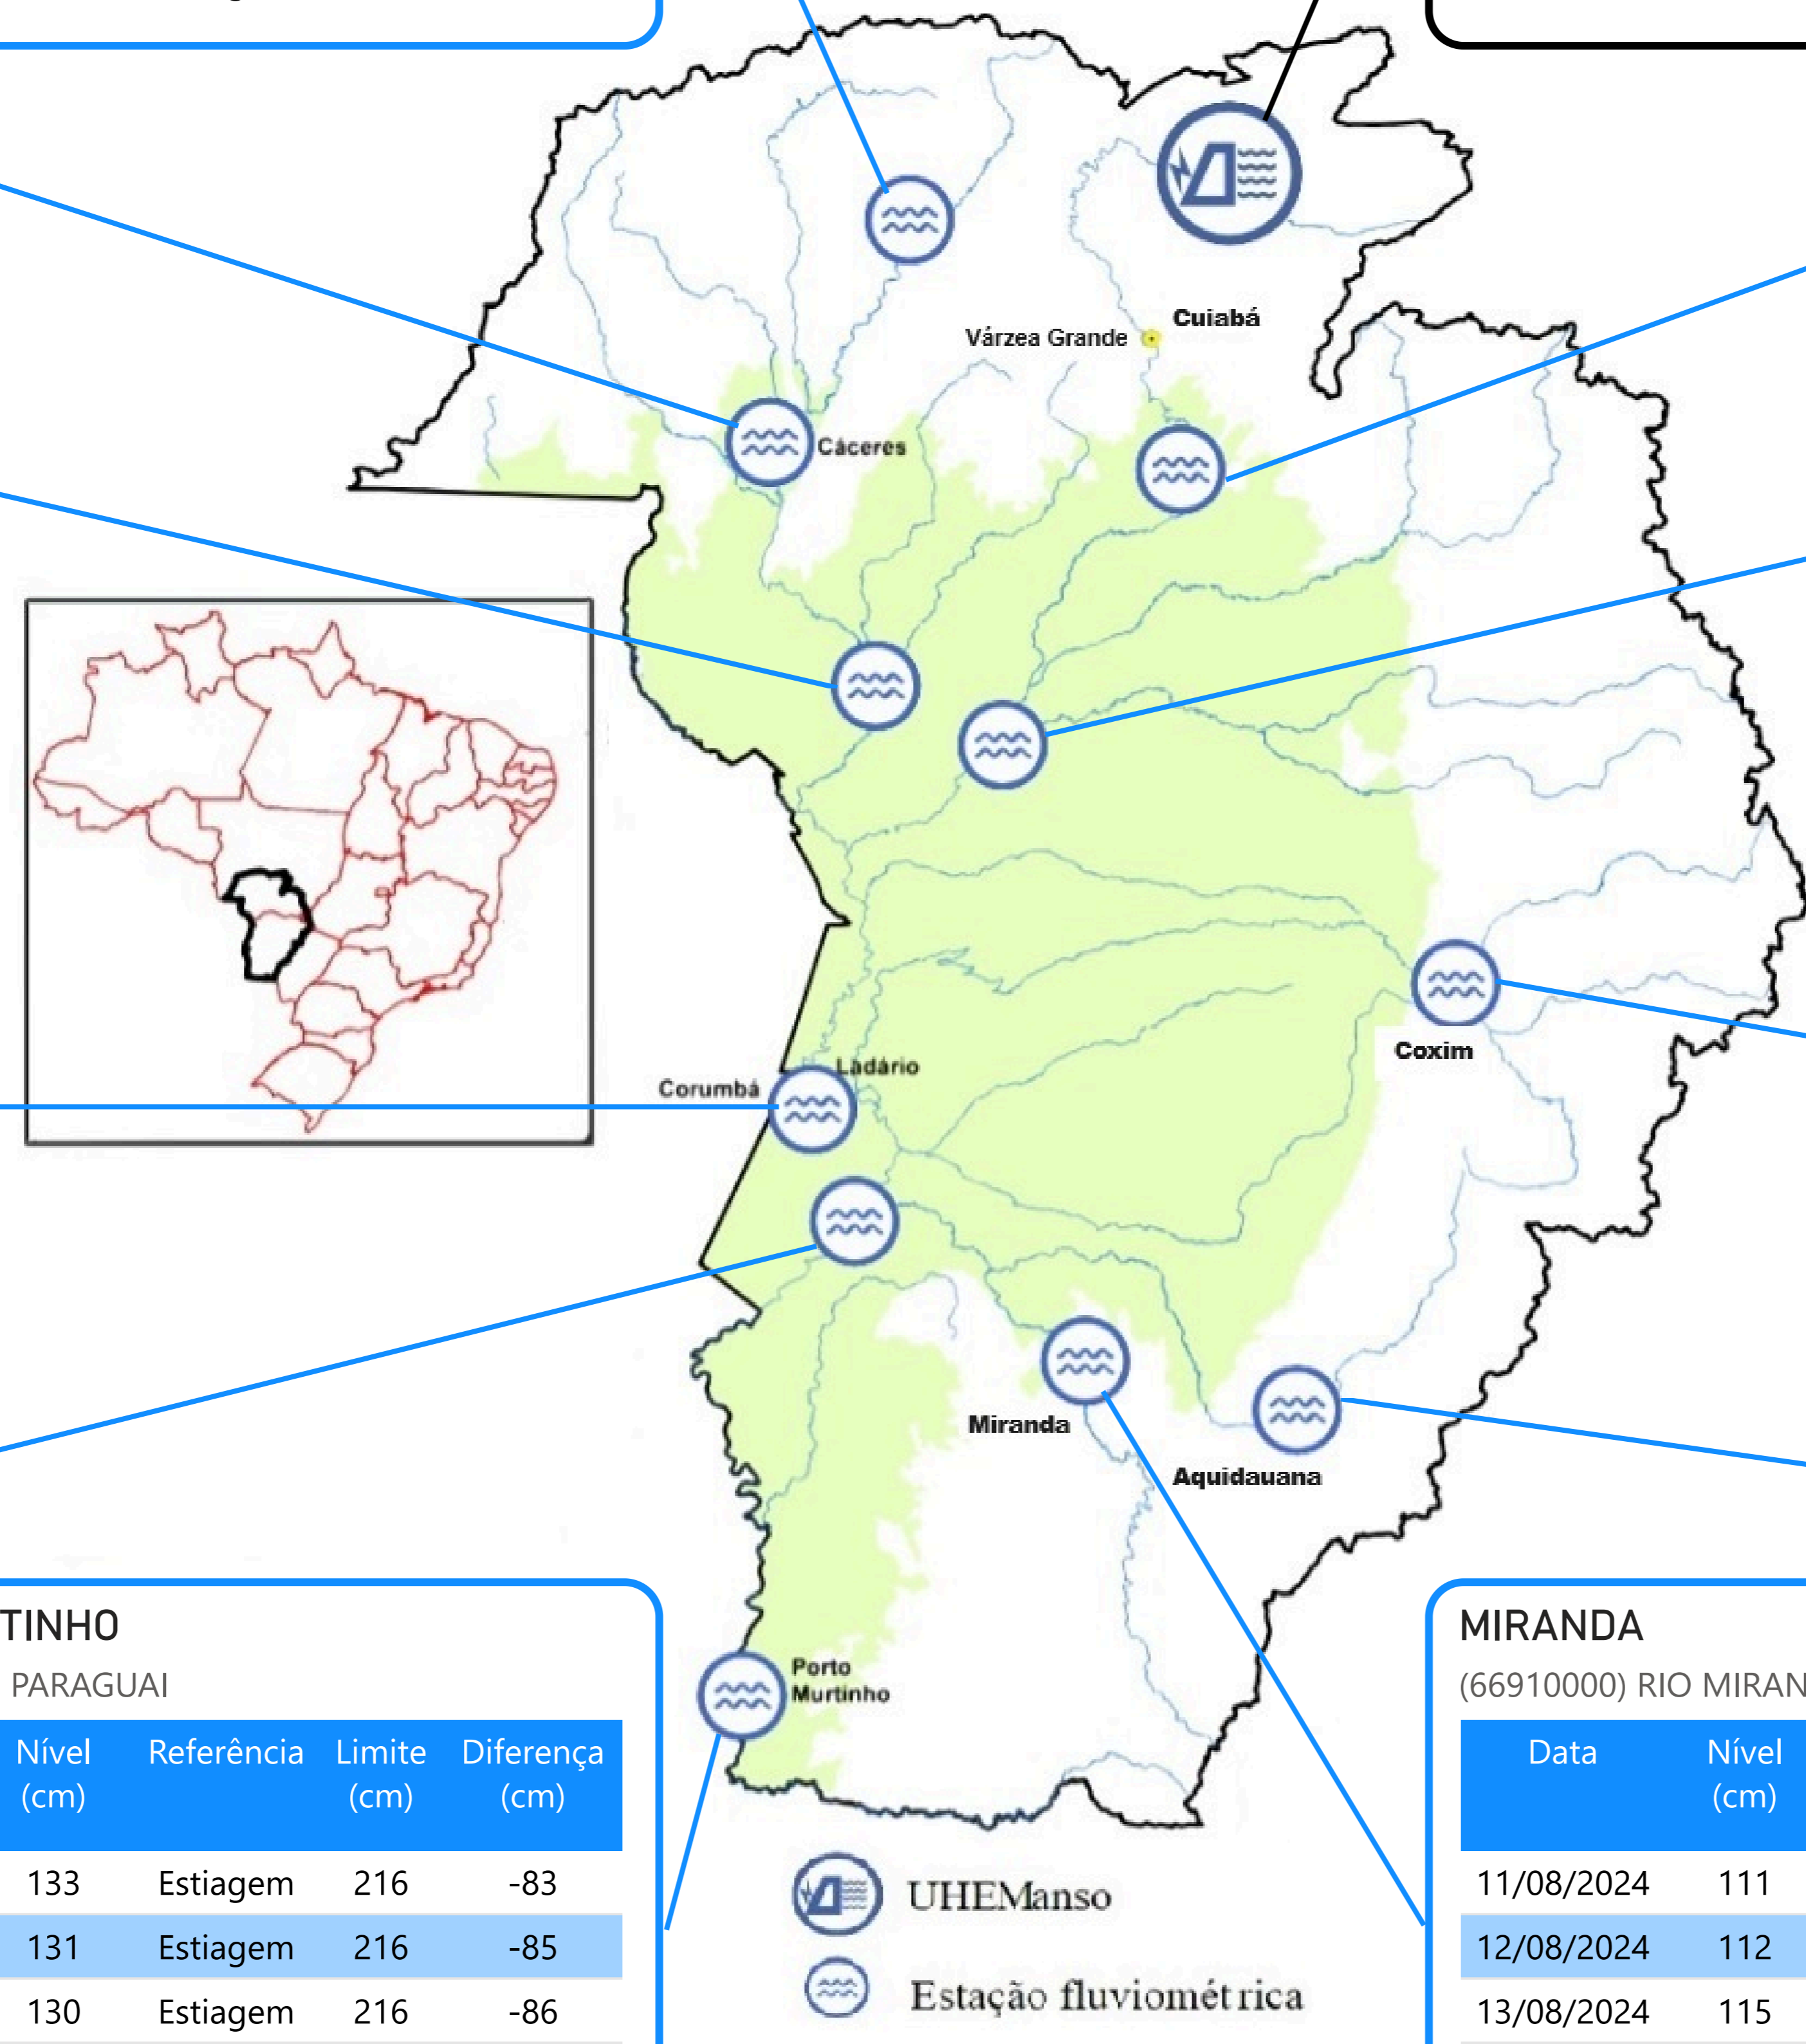 Cuiabá
Várzea Grande
Cáceres
Coxim
Ladário
Corumbá
Miranda
Aquidauana
Porto
Murtinho
TINHO
PARAGUAI
Nível (cm) Referência Limite (cm) Diferença (cm)
133 Estiagem 216 -83
131 Estiagem 216 -85
130 Estiagem 216 -86
UHEManso
Estação fluviométrica
MIRANDA
(66910000) RIO MIRAN
Data Nível (cm)
11/08/2024 111
12/08/2024 112
13/08/2024 115